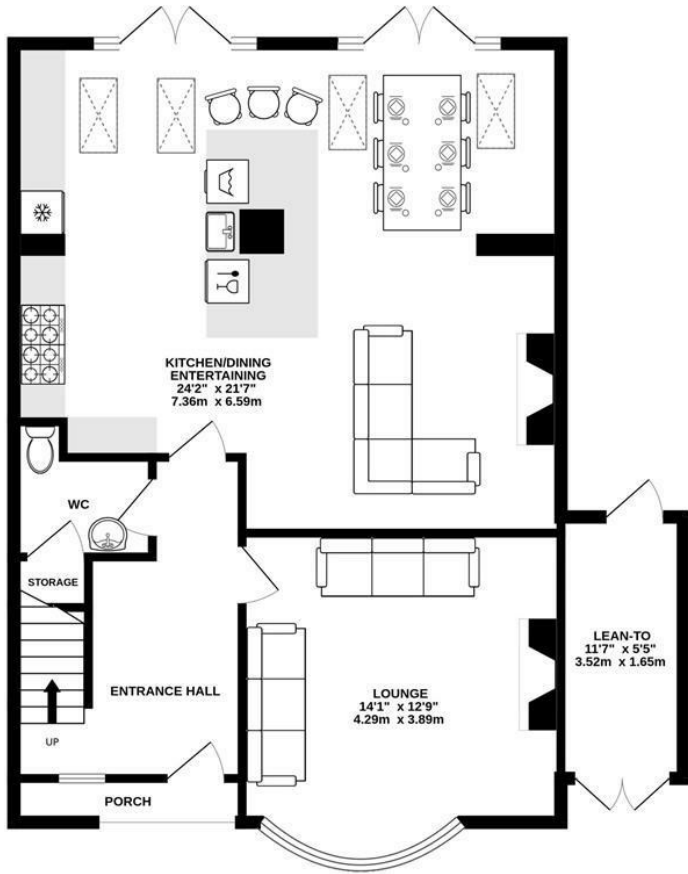 KITCHEN/DINING
ENTERTAINING
24'2" x 21'7"
7.36m x 6.59m
WC
STORAGE
LEAN-TO
11'7" x 5'5"
3.52m x 1.65m
ENTRANCE HALL
LOUNGE
14'1" x 12'9"
4.29m x 3.89m
UP
PORCH